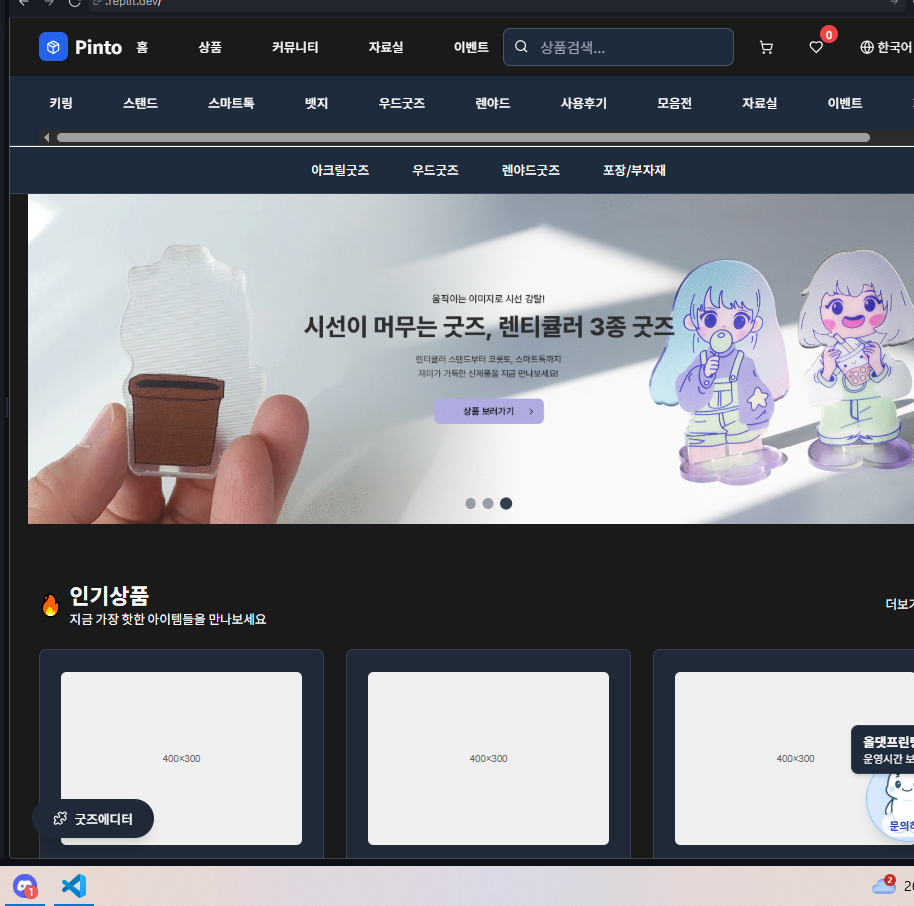 .replit.dev/
Pinto 홈 상품 커뮤니티 자료실 이벤트 상품검색... 0 한국어
키링 스탠드 스마트톡 뱃지 우드굿즈 렌야드 사용후기 모음전 자료실 이벤트
아크릴굿즈 우드굿즈 렌야드굿즈 포장/부자재
움직이는 이미지로 시선 강탈!
시선이 머무는 굿즈, 렌티큘러 3종 굿즈
렌티큘러 스탠드부터 코롯토, 스마트톡까지
재미가 가득한 신제품을 지금 만나보세요!
상품 보러가기
인기상품
지금 가장 핫한 아이템들을 만나보세요
더보기
400×300 400×300 400×300
올댓프린팅
운영시간 보
문의하
굿즈에디터
1 2 20